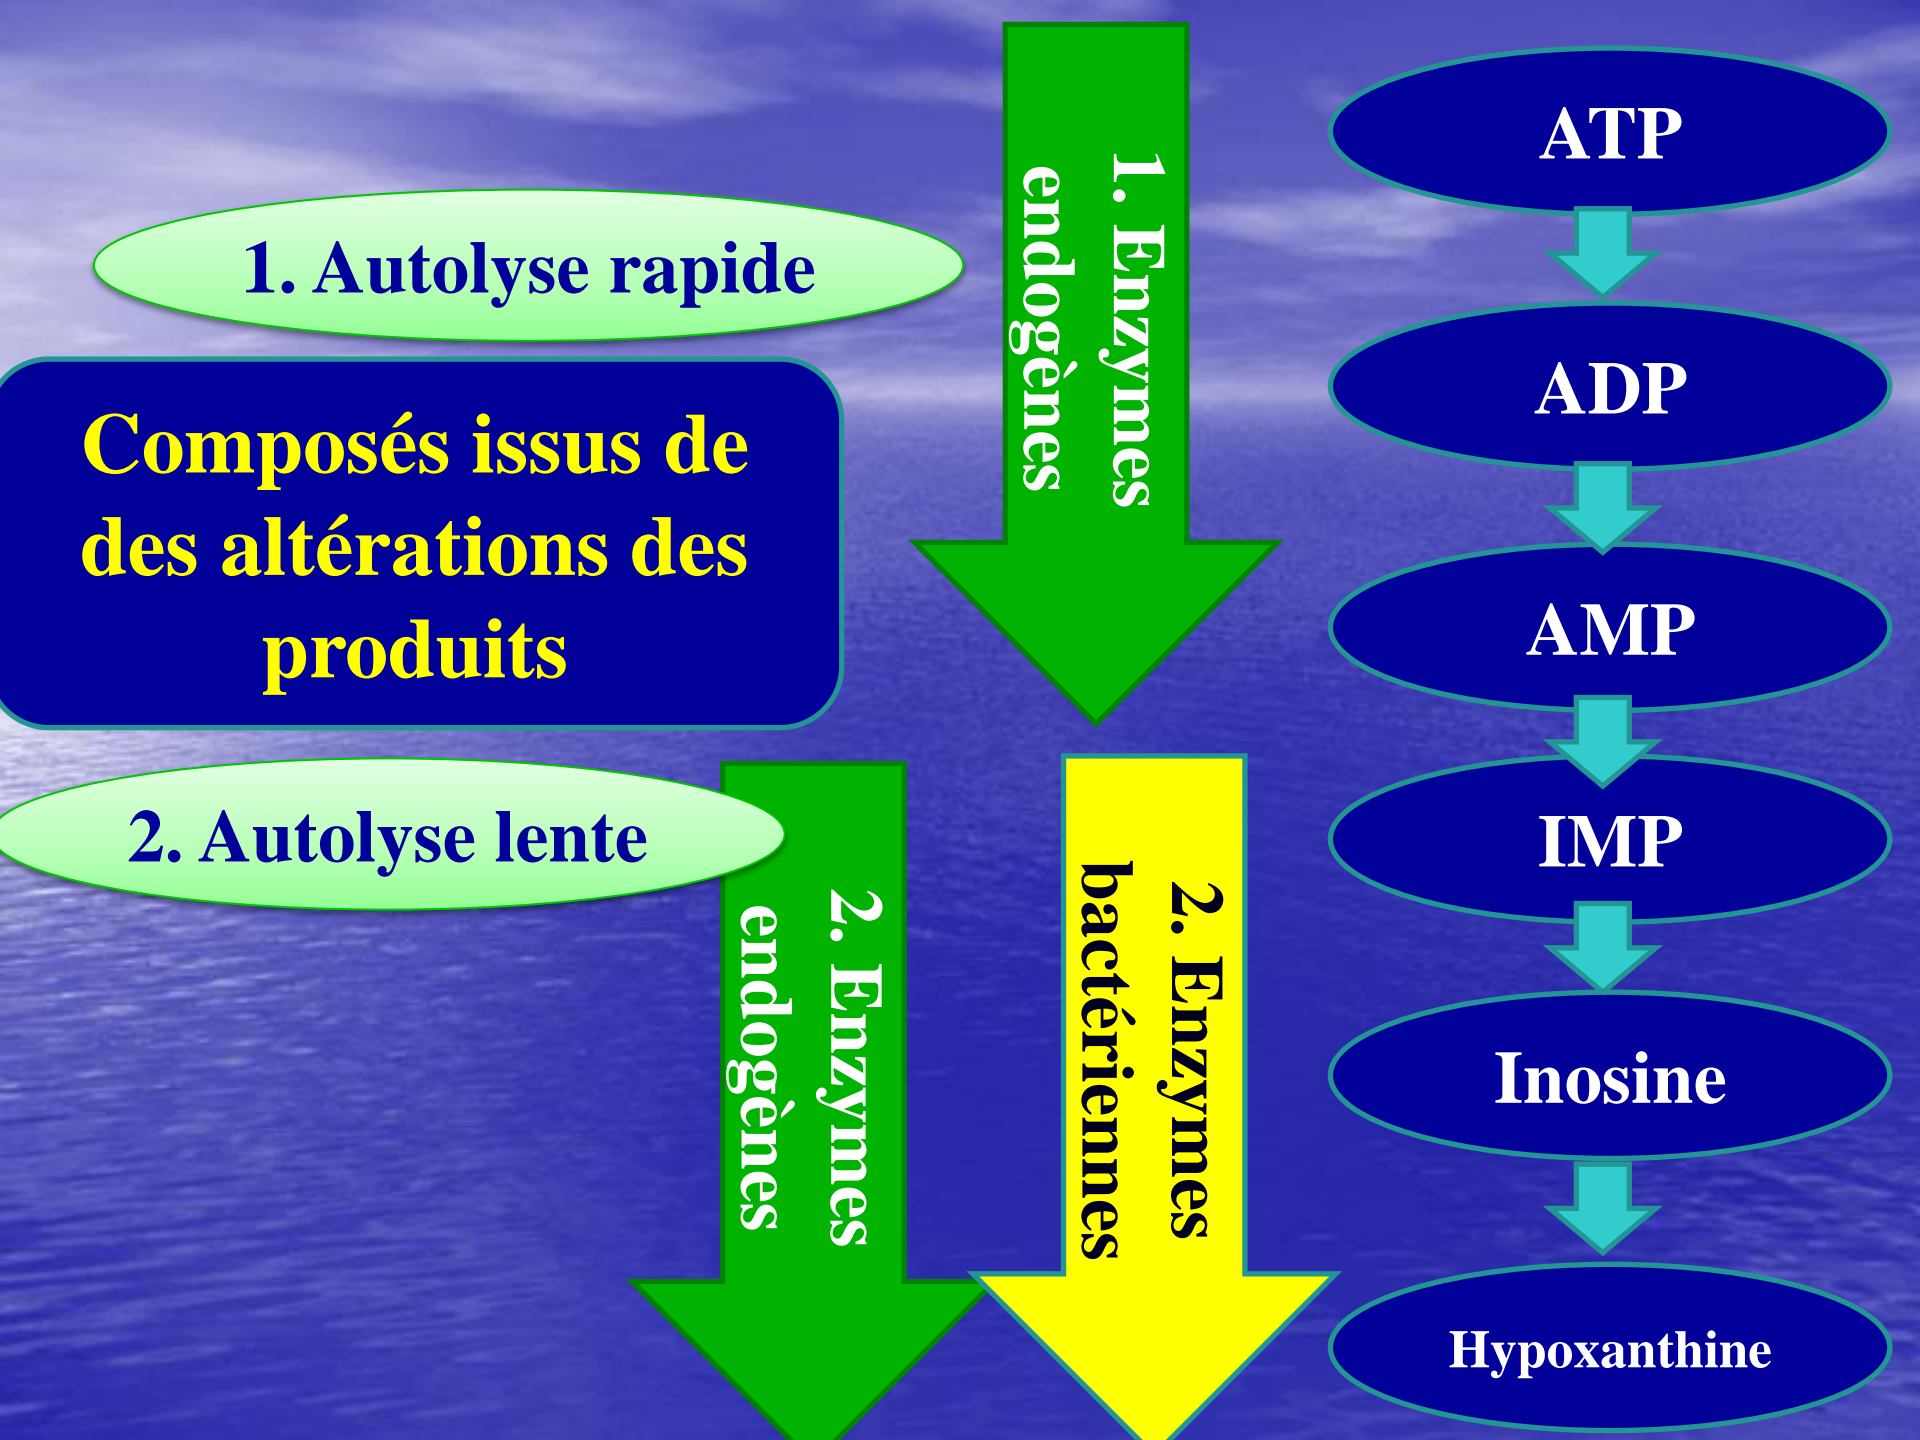 1. Autolyse rapide
Composés issus de
des altérations des
produits
2. Autolyse lente
1. Enzymes
endogènes
2. Enzymes
endogènes
2. Enzymes
bactériennes
ATP
ADP
AMP
IMP
Inosine
Hypoxanthine